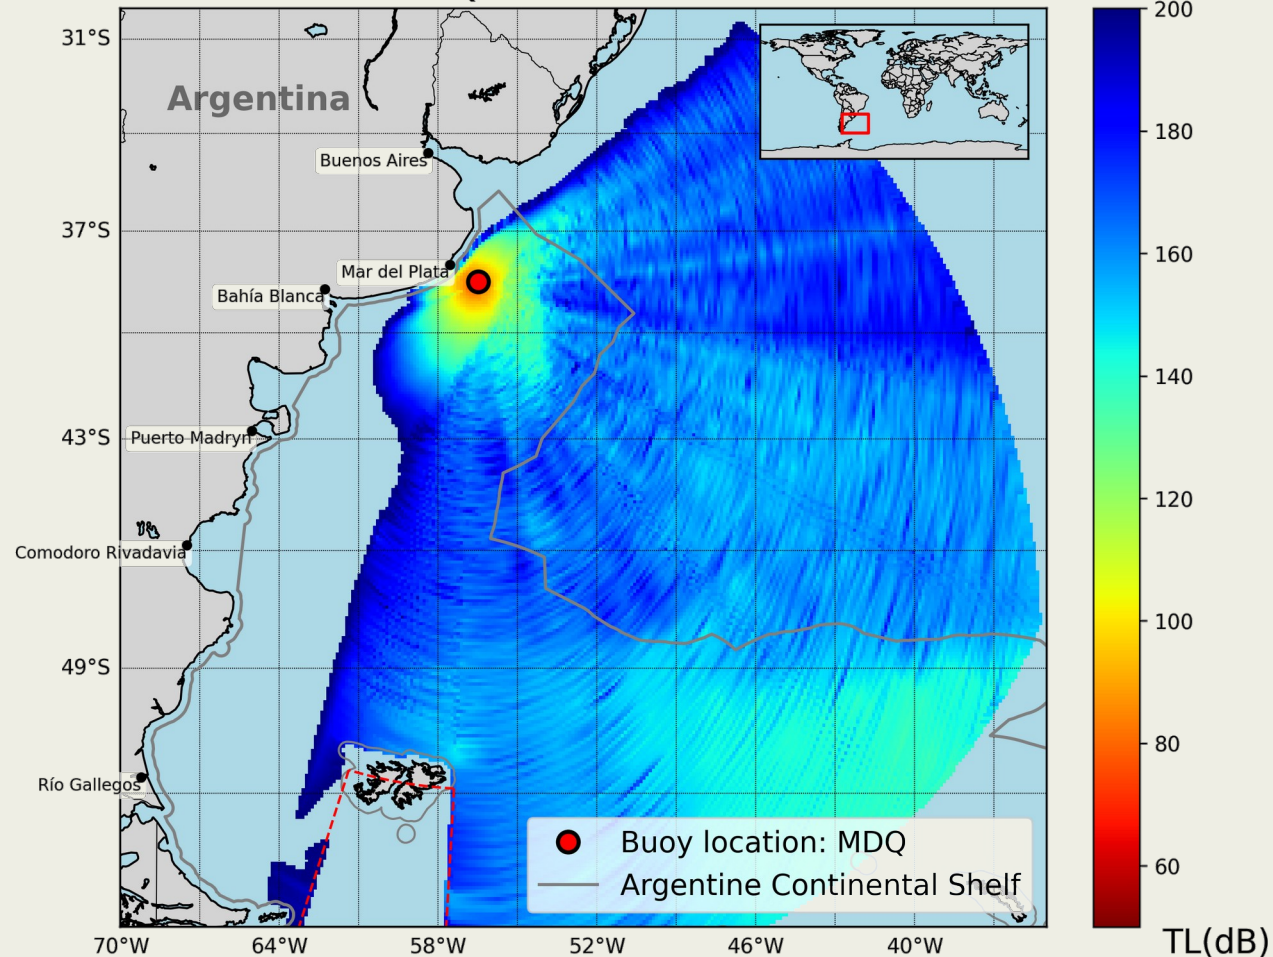 31°S
Argentina
Buenos Aires
37°S
Mar del Plata
Bahía Blanca
43°S
Puerto Madryn
Comodoro Rivadavia
49°S
Río Gallegos
Buoy location: MDQ
Argentine Continental Shelf
70°W 64°W 58°W 52°W 46°W 40°W
200
180
160
140
120
100
80
60
TL(dB)